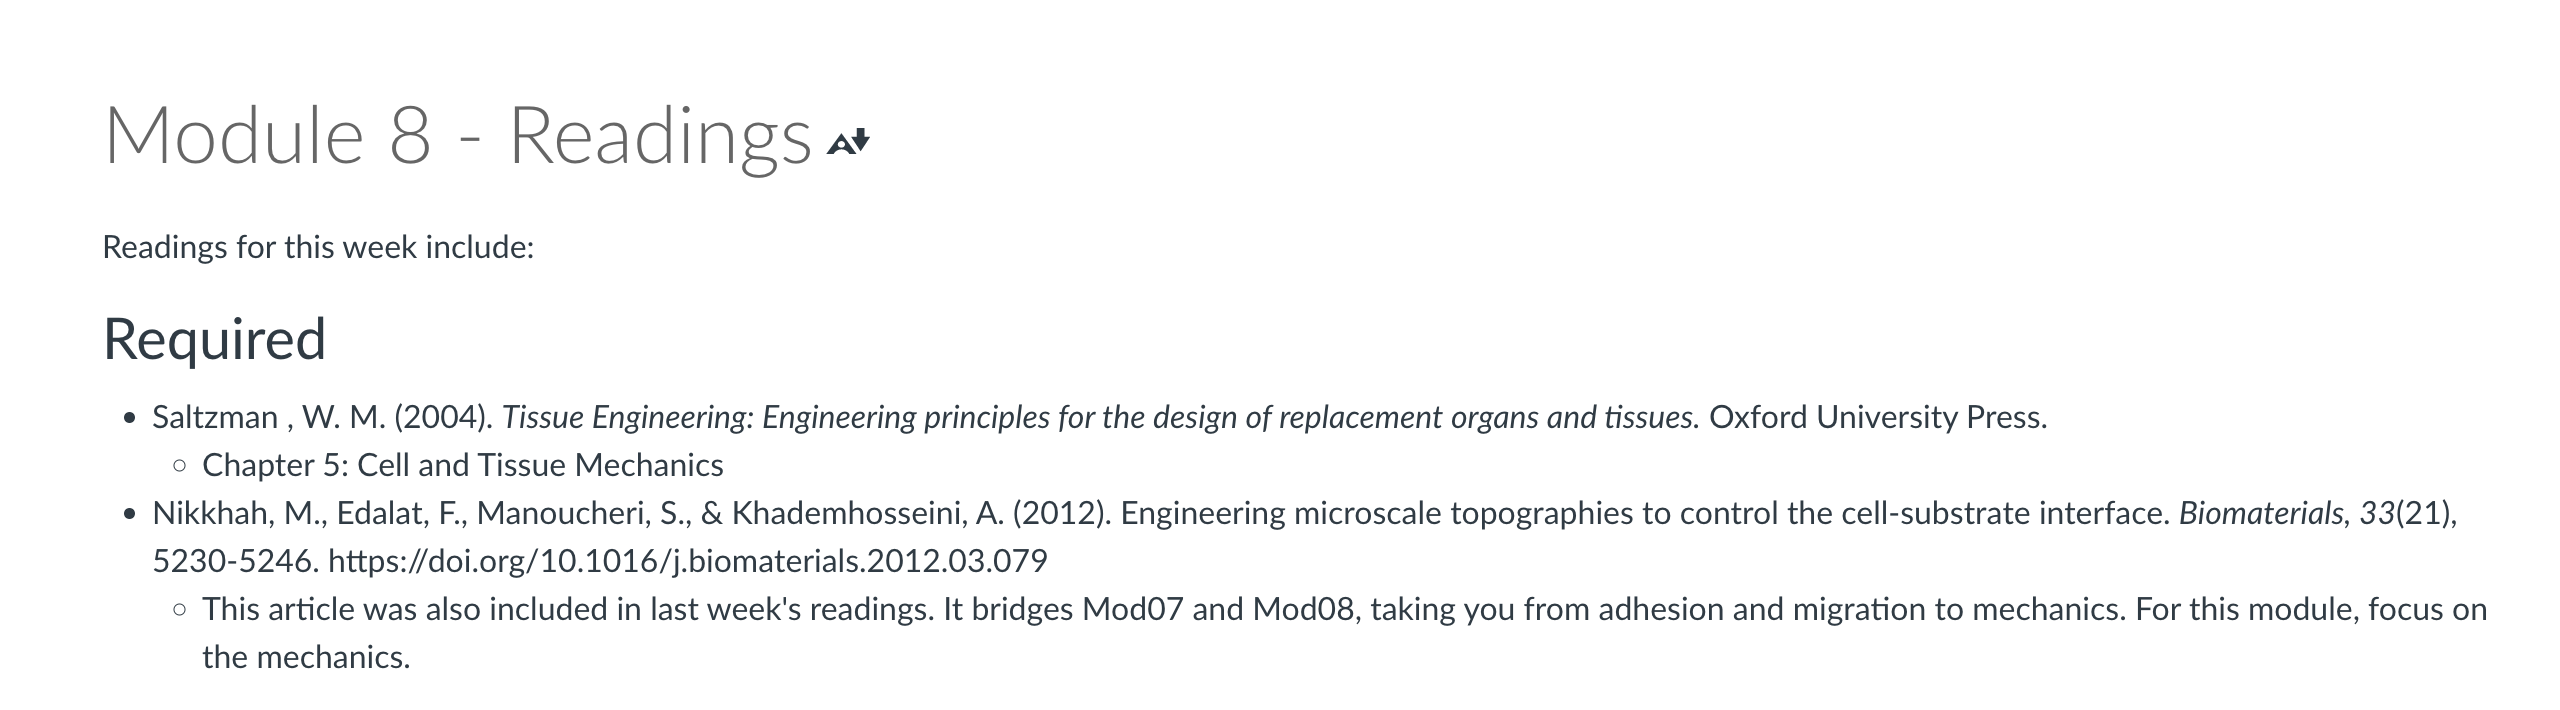 Module 8 - Readings
Readings for this week include:
Required
• Saltzman , W. M. (2004). Tissue Engineering: Engineering principles for the design of replacement organs and tissues. Oxford University Press.
◦ Chapter 5: Cell and Tissue Mechanics
• Nikkhah, M., Edalat, F., Manoucheri, S., & Khademhosseini, A. (2012). Engineering microscale topographies to control the cell-substrate interface. Biomaterials, 33(21),
5230-5246. https://doi.org/10.1016/j.biomaterials.2012.03.079
◦ This article was also included in last week's readings. It bridges Mod07 and Mod08, taking you from adhesion and migration to mechanics. For this module, focus on
the mechanics.